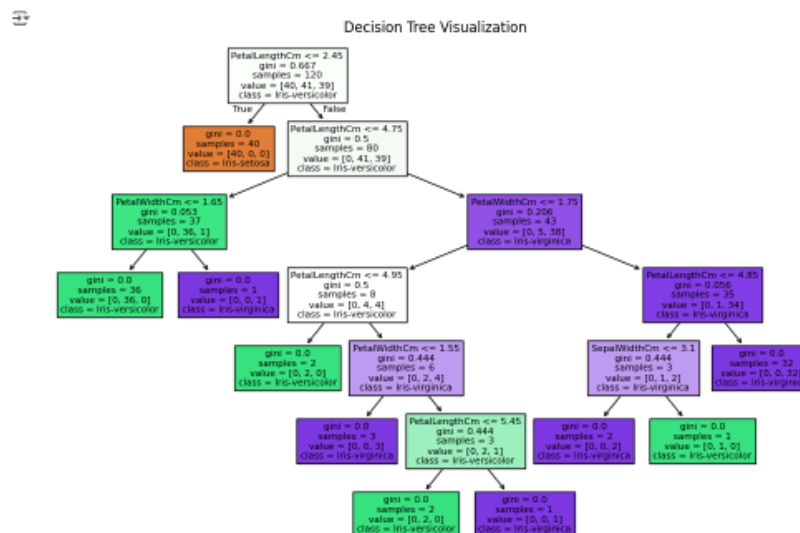 Decision Tree Visualization
PetalLengthCm <= 2.45
gini = 0.667
samples = 120
value = [40, 41, 39]
class = Iris-versicolor
True
False
gini = 0.0
samples = 40
value = [40, 0, 0]
class = Iris-setosa
PetalLengthCm <= 4.75
gini = 0.5
samples = 80
value = [0, 41, 39]
class = Iris-versicolor
PetalWidthCm <= 1.65
gini = 0.053
samples = 37
value = [0, 36, 1]
class = Iris-versicolor
PetalWidthCm <= 1.75
gini = 0.206
samples = 43
value = [0, 5, 38]
class = Iris-virginica
gini = 0.0
samples = 36
value = [0, 36, 0]
class = Iris-versicolor
gini = 0.0
samples = 1
value = [0, 0, 1]
class = Iris-virginica
PetalLengthCm <= 4.95
gini = 0.5
samples = 8
value = [0, 4, 4]
class = Iris-versicolor
PetalLengthCm <= 4.85
gini = 0.056
samples = 35
value = [0, 1, 34]
class = Iris-virginica
gini = 0.0
samples = 2
value = [0, 2, 0]
class = Iris-versicolor
PetalWidthCm <= 1.55
gini = 0.444
samples = 6
value = [0, 2, 4]
class = Iris-virginica
SepalWidthCm <= 3.1
gini = 0.444
samples = 3
value = [0, 1, 2]
class = Iris-virginica
gini = 0.0
samples = 32
value = [0, 0, 32]
class = Iris-virginic
gini = 0.0
samples = 3
value = [0, 0, 3]
class = Iris-virginica
PetalLengthCm <= 5.45
gini = 0.444
samples = 3
value = [0, 2, 1]
class = Iris-versicolor
gini = 0.0
samples = 2
value = [0, 0, 2]
class = Iris-virginica
gini = 0.0
samples = 1
value = [0, 1, 0]
class = Iris-versicolor
gini = 0.0
samples = 2
value = [0, 2, 0]
class = Iris-versicolor
gini = 0.0
samples = 1
value = [0, 0, 1]
class = Iris-virginica